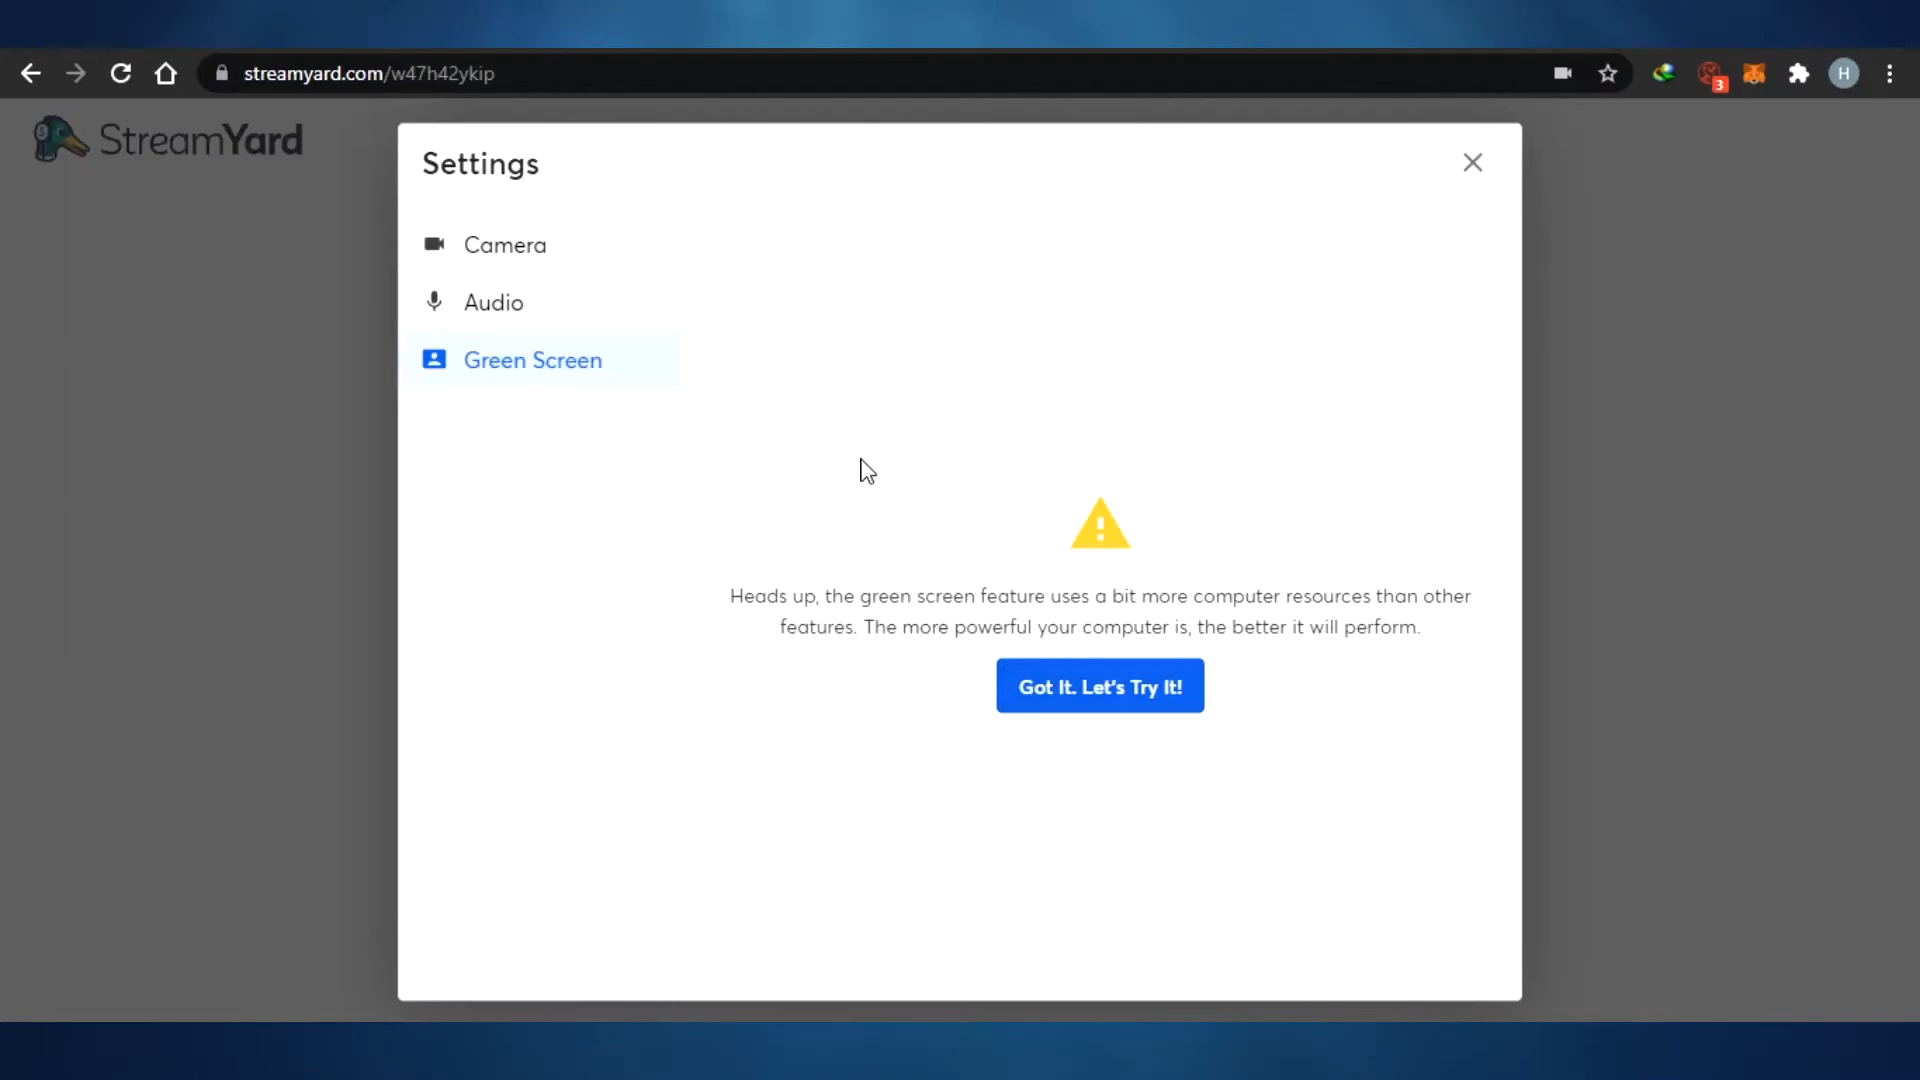 streamyard.com/w47h42ykip
3
H
StreamYard
Settings
Camera
Audio
Green Screen
Heads up, the green screen feature uses a bit more computer resources than other
features. The more powerful your computer is, the better it will perform.
Got It. Let's Try It!